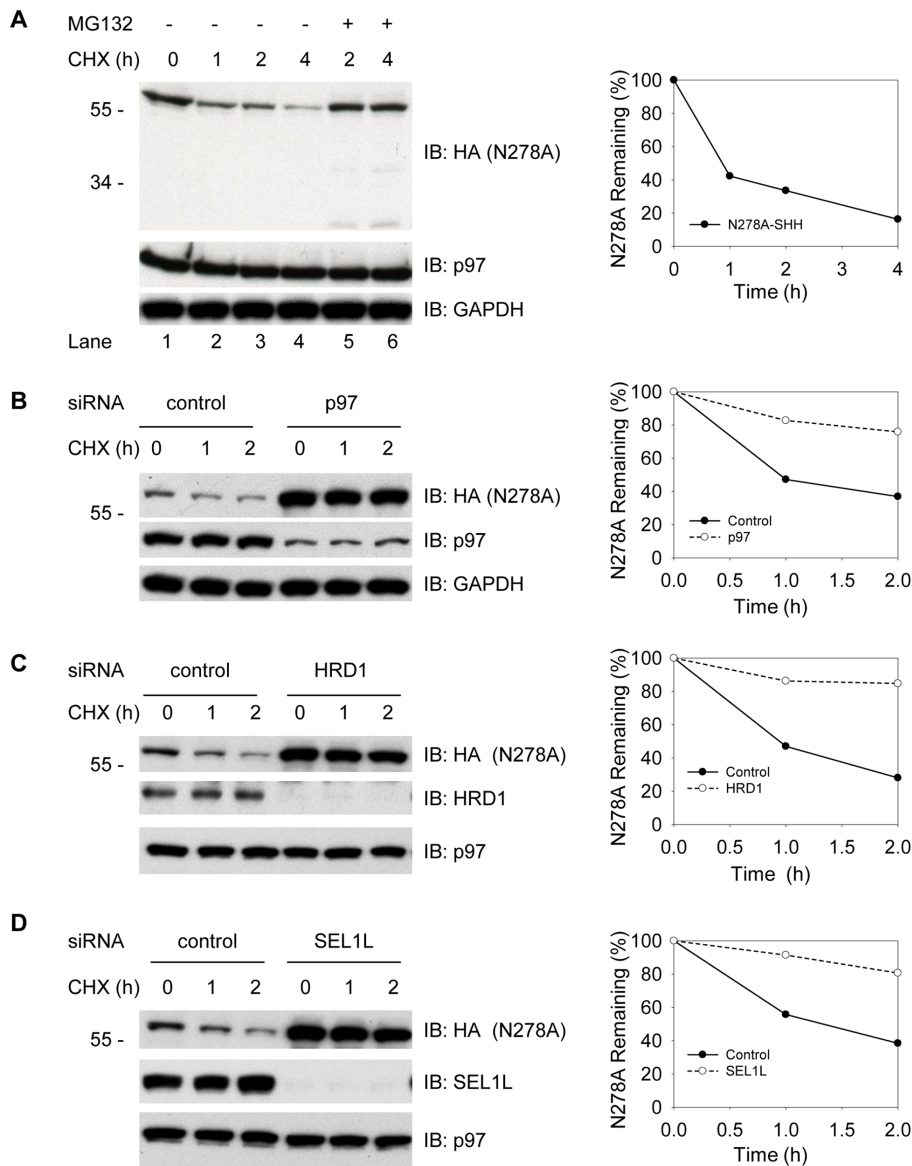 A
MG132 - - - - + +
CHX (h) 0 1 2 4 2 4
55 -
IB: HA (N278A)
34 -
IB: p97
IB: GAPDH
Lane 1 2 3 4 5 6
N278A Remaining (%)
100
80
60
40
20
0
N278A-SHH
0 1 2 3 4
Time (h)
B
siRNA control p97
CHX (h) 0 1 2 0 1 2
IB: HA (N278A)
55 -
IB: p97
IB: GAPDH
N278A Remaining (%)
100
80
60
40
20
0
Control
p97
0.0 0.5 1.0 1.5 2.0
Time (h)
C
siRNA control HRD1
CHX (h) 0 1 2 0 1 2
IB: HA (N278A)
55 -
IB: HRD1
IB: p97
N278A Remaining (%)
100
80
60
40
20
0
Control
HRD1
0.0 0.5 1.0 1.5 2.0
Time (h)
D
siRNA control SEL1L
CHX (h) 0 1 2 0 1 2
IB: HA (N278A)
55 -
IB: SEL1L
IB: p97
N278A Remaining (%)
100
80
60
40
20
0
Control
SEL1L
0.0 0.5 1.0 1.5 2.0
Time (h)